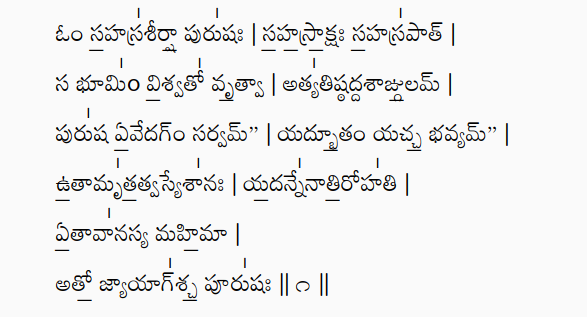 ఓం స॒హస్ర॑శీర్​షా॒ పురు॑షః | స॒హ॒స్రా॒క్షః స॒హస్ర॑పాత్ |
స భూమిం॑ వి॒శ్వతో॑ వృ॒త్వా | అత్య॑తిష్ఠద్దశాఙ్గు॒లమ్ |
పురు॑ష ఏ॒వేదగ్ం సర్వమ్” | యద్భూ॒తం యచ్చ॒ భవ్యమ్” |
ఉ॒తామృ॑త॒త్వస్యేశా॑నః | య॒దన్నే॑నాతి॒రోహ॑తి |
ఏ॒తావా॑నస్య మహి॒మా |
అతో॒ జ్యాయాగ్॑శ్చ॒ పూరు॑షః || ౧ ||